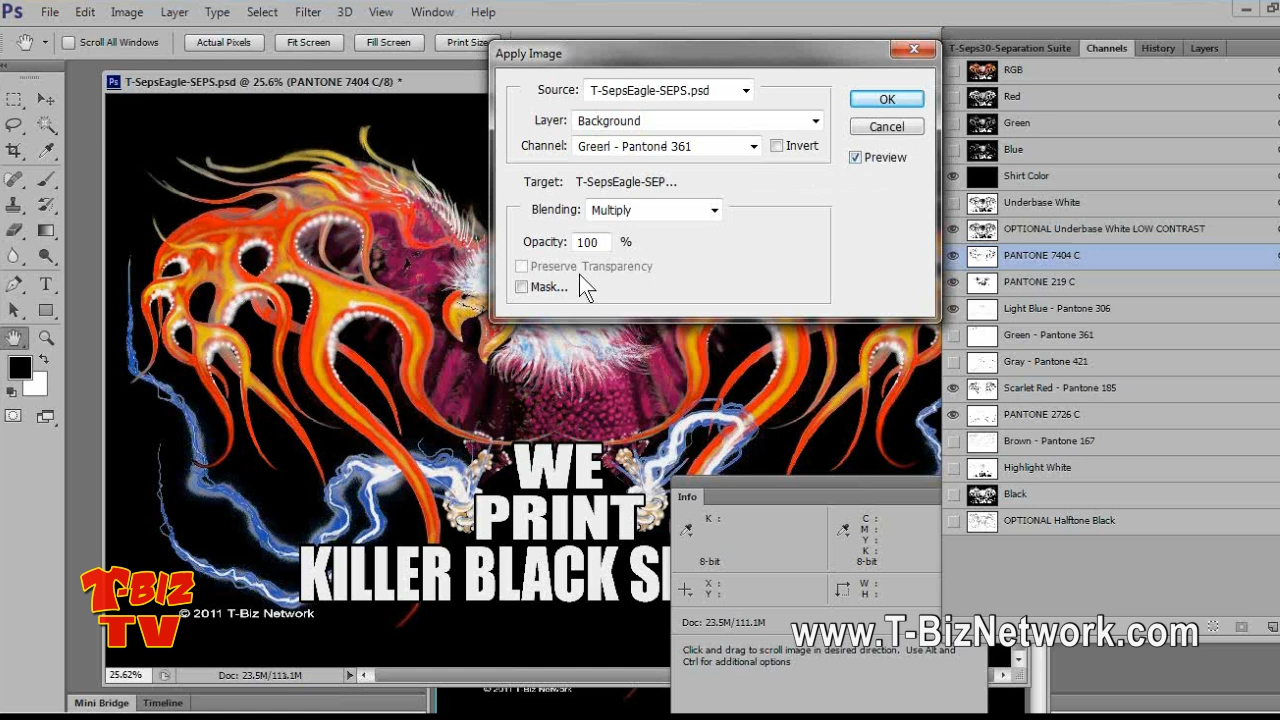 Ps File Edit Image Layer Type Select Filter 3D View Window Help
Scroll All Windows Actual Pixels Fit Screen Fill Screen Print Size
T-SepsEagle-SEPS.psd @ 25.6% (PANTONE 7404 C/8) *
Apply Image
Source: T-SepsEagle-SEPS.psd
Layer: Background
Channel: Green - Pantone 361 Invert
Target: T-SepsEagle-SEP...
Blending: Multiply
Opacity: 100 %
Preserve Transparency
Mask...
OK
Cancel
Preview
T-Seps30-Separation Suite Channels History Layers
RGB
Red
Green
Blue
Shirt Color
Underbase White
OPTIONAL Underbase White LOW CONTRAST
PANTONE 7404 C
PANTONE 219 C
Light Blue - Pantone 306
Green - Pantone 361
Gray - Pantone 421
Scarlet Red - Pantone 185
PANTONE 2726 C
Brown - Pantone 167
Highlight White
Black
OPTIONAL Halftone Black
WE
PRINT
KILLER BLACK
© 2011 T-Biz Network
T-BIZ
TV
Info
K :
8-bit
C :
M :
Y :
K :
8-bit
X :
Y :
W :
H :
Doc: 23.5M/111.1M
Click and drag to scroll image in desired direction. Use Alt and
Ctrl for additional options
www.T-BizNetwork.com
25.62% Doc: 23.5M/111.1M
Mini Bridge Timeline
© 2011 T-Biz Network